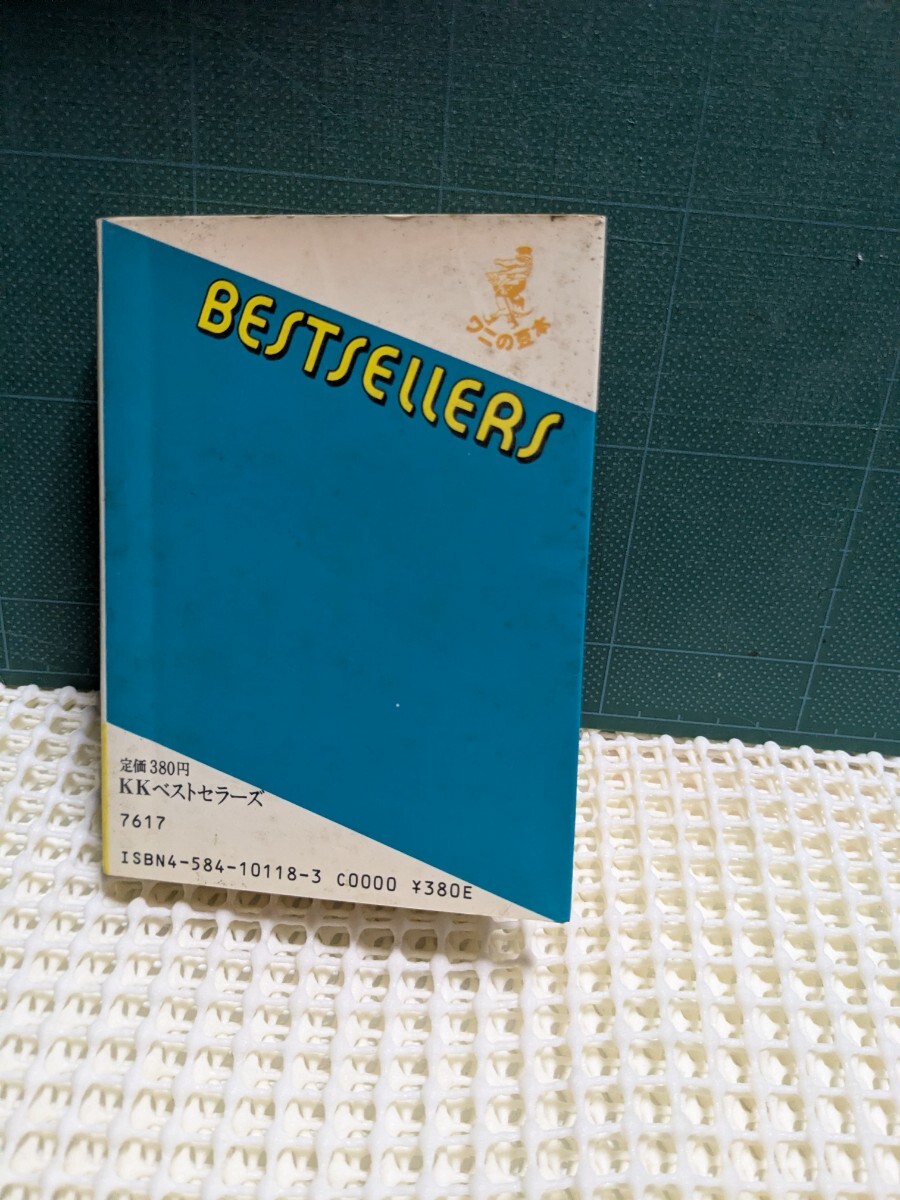 ワニの豆本
BESTSELLERS
定価380円
KKベストセラーズ
7617
ISBN4-584-10118-3 C0000 ¥380E